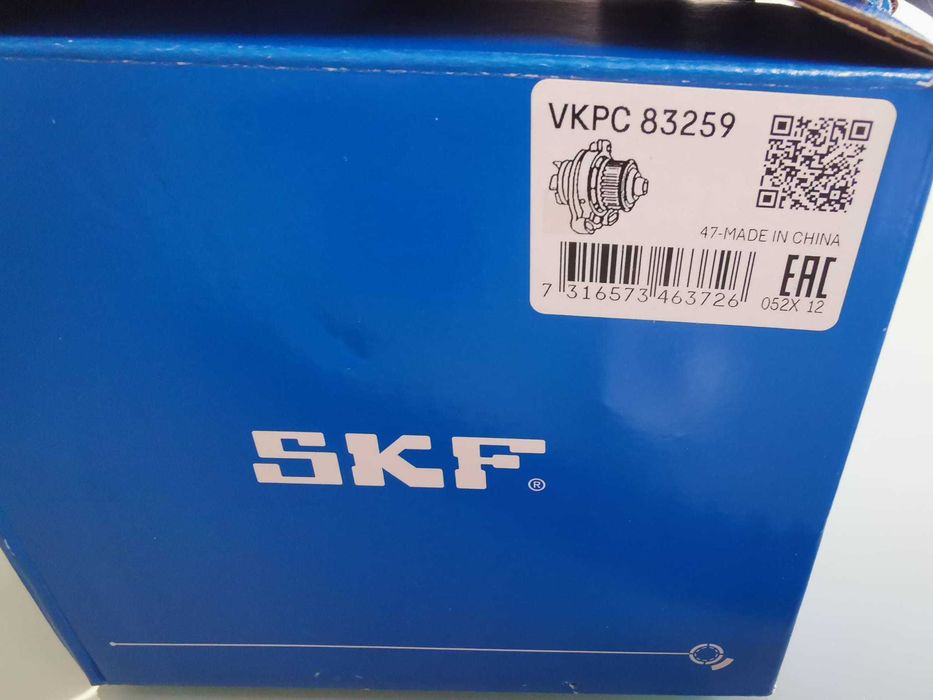 VKPC 83259
47-MADE IN CHINA
EAC
7 316573 463726
052X 12
SKF®